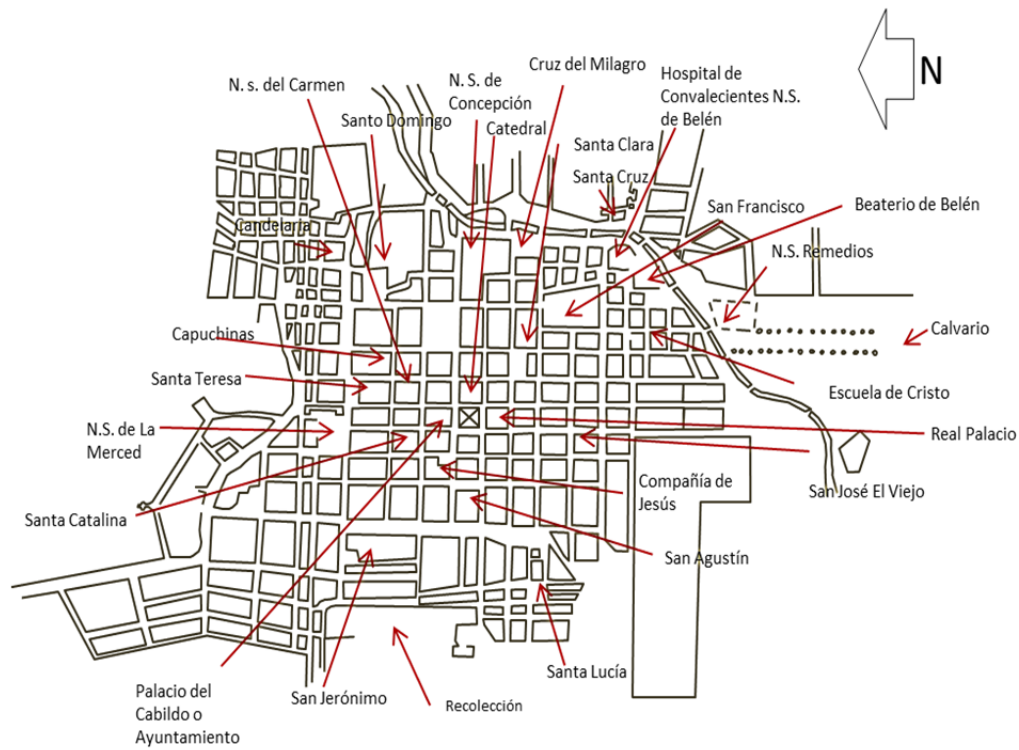 N
Cruz del Milagro
Hospital de
Convalecientes N.S.
de Belén
N. s. del Carmen
N. S. de
Concepción
Santo Domingo
Catedral
Santa Clara
Santa Cruz
San Francisco
Beaterio de Belén
Candelaria
N.S. Remedios
Capuchinas
Calvario
Santa Teresa
Escuela de Cristo
N.S. de La
Merced
Real Palacio
Compañía de
Jesús
San José El Viejo
Santa Catalina
San Agustín
Santa Lucía
Palacio del
Cabildo o
Ayuntamiento
San Jerónimo
Recolección